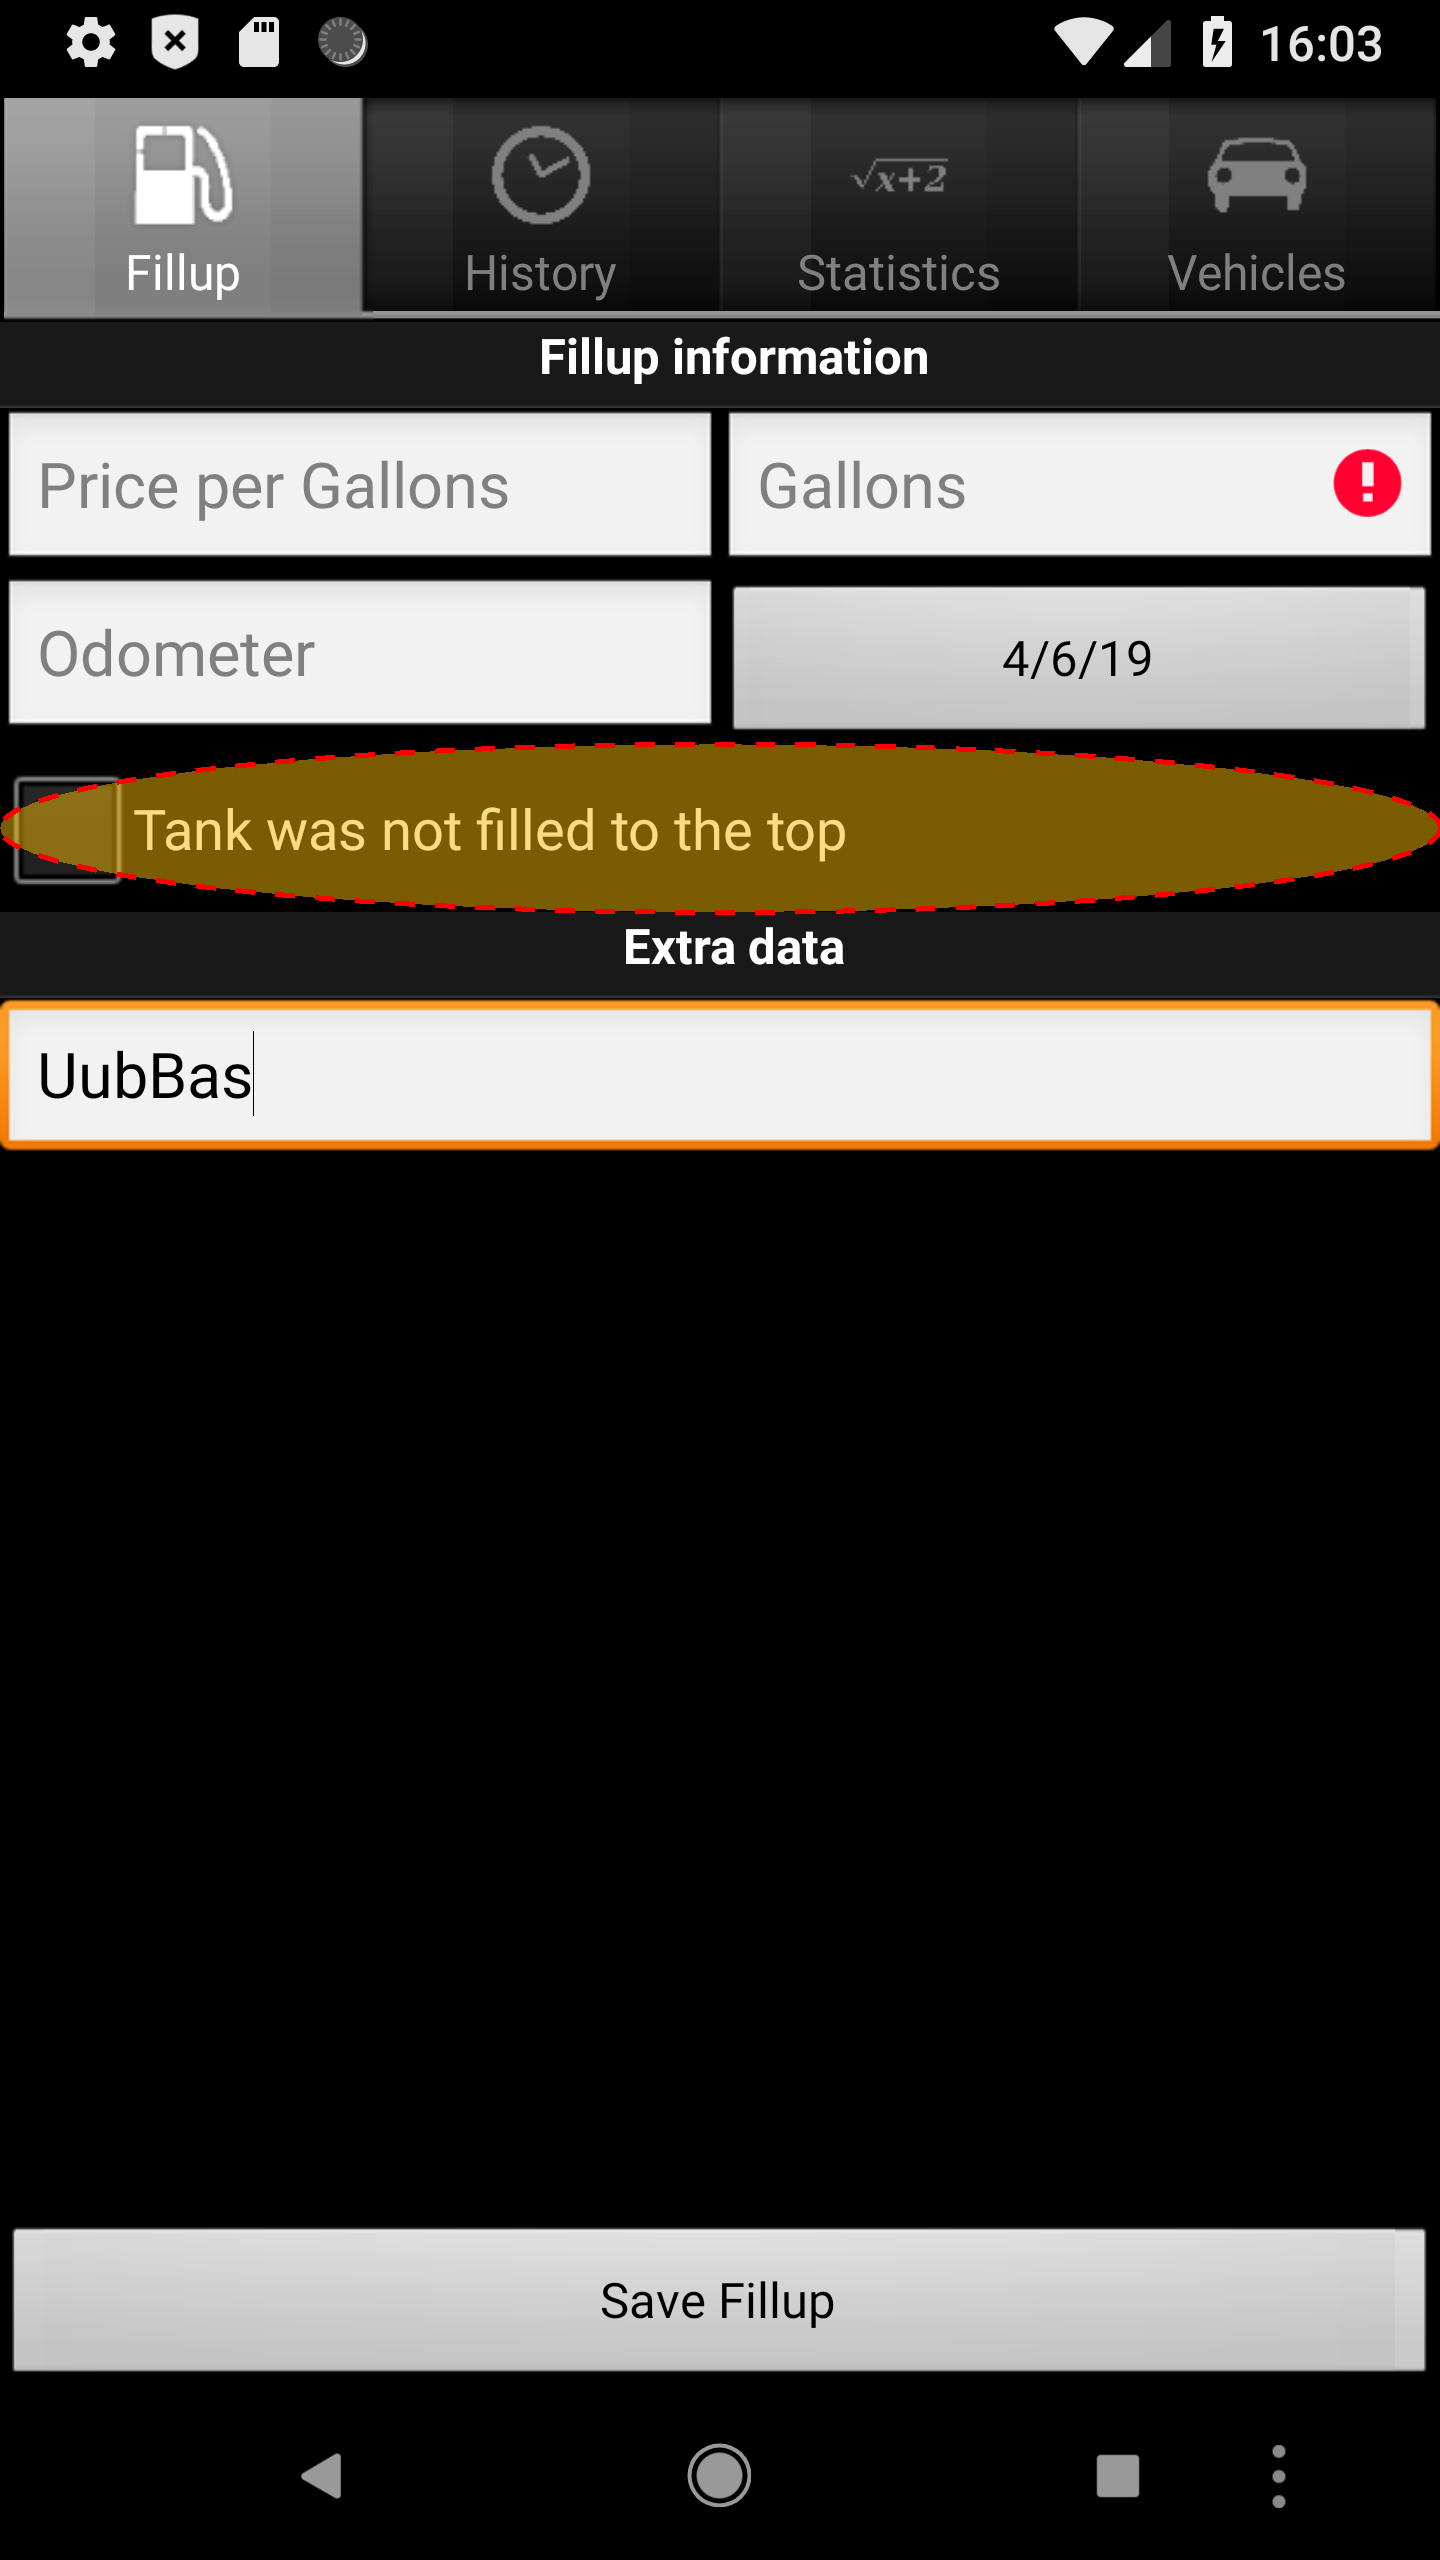 16:03
Fillup
History
√x+2
Statistics
Vehicles
Fillup information
Price per Gallons
Gallons
Odometer
4/6/19
Tank was not filled to the top
Extra data
UubBas
Save Fillup